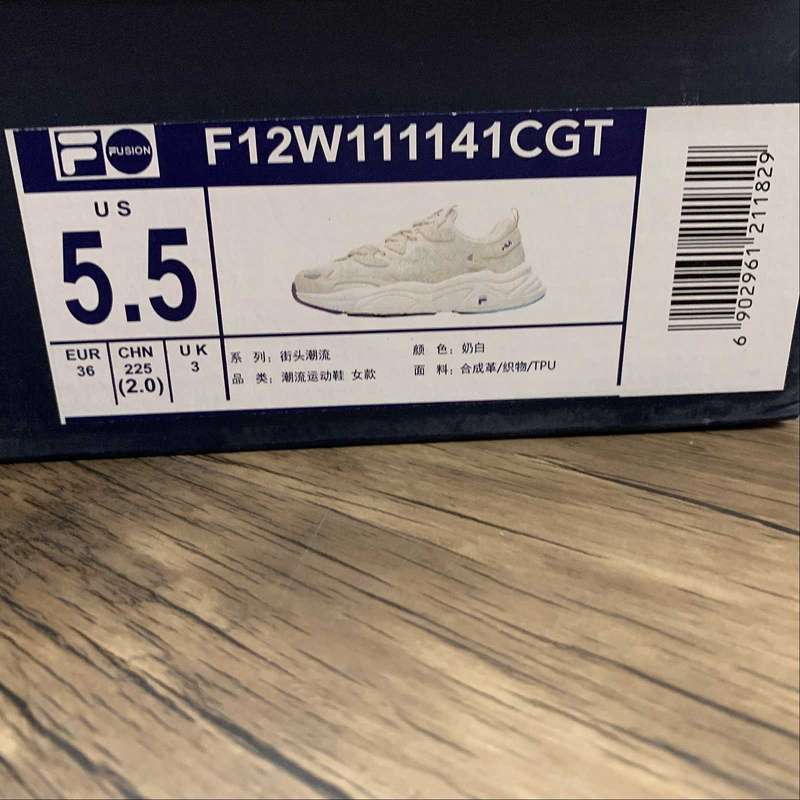 F FUSION
F12W111141CGT
US
5.5
EUR
36
CHN
225
(2.0)
UK
3
系 列: 街头潮流
品 类: 潮流运动鞋 女款
颜 色: 奶白
面 料: 合成革/织物/TPU
FILA
6 902961 211829